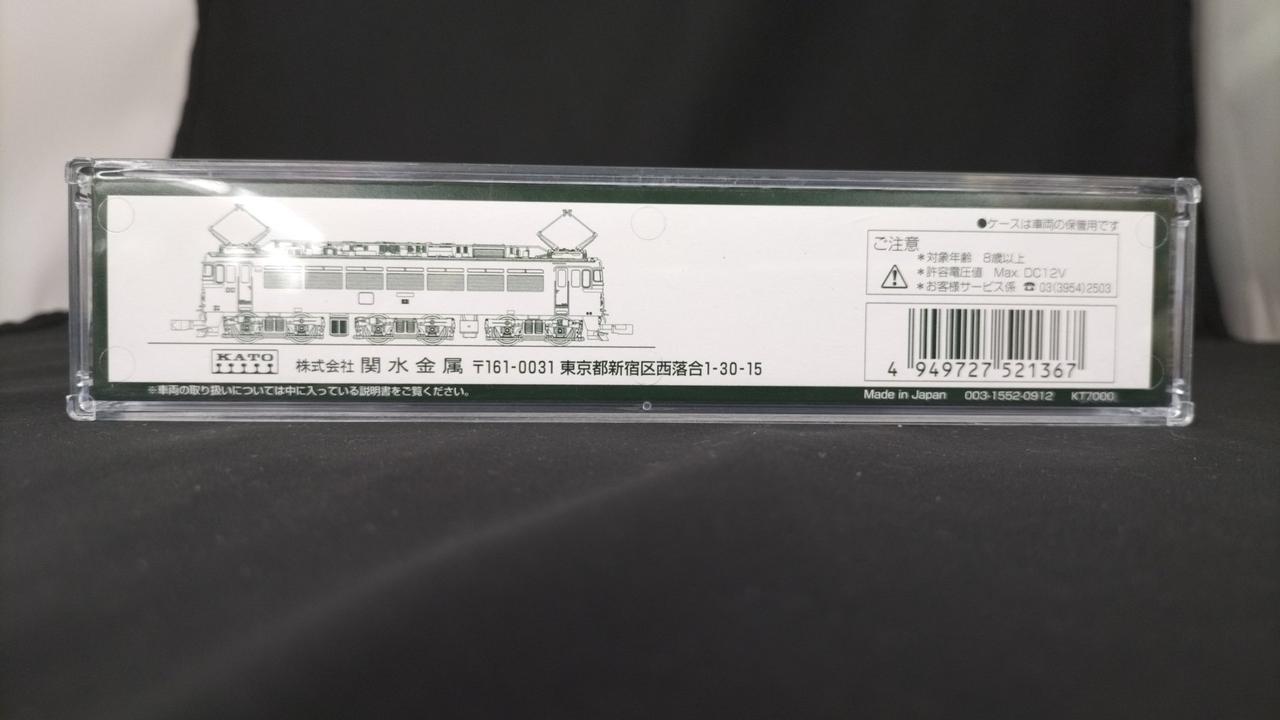 ●ケースは車両の保管用です
ご注意
*対象年齢 8歳以上
*許容電圧値 Max. DC12V
*お客様サービス係 ☎ 03(3954)2503
KATO 株式会社 関水金属 〒161-0031 東京都新宿区西落合1-30-15
4 949727 521367
※車両の取り扱いについては中に入っている説明書をご覧ください。
Made in Japan 003-1552-0912 KT7000